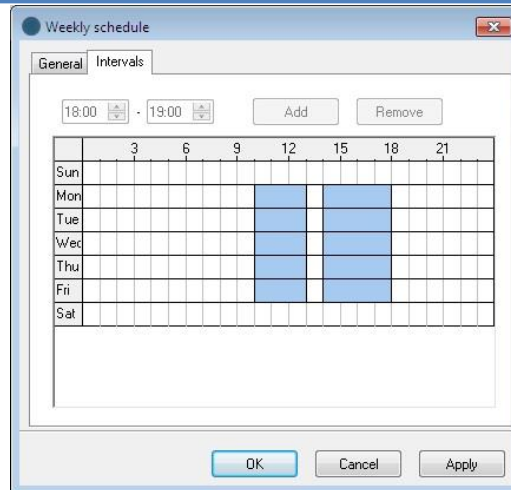 Weekly schedule
General Intervals
18:00 - 19:00 Add Remove
3 6 9 12 15 18 21
Sun
Mon
Tue
Wed
Thu
Fri
Sat
OK Cancel Apply